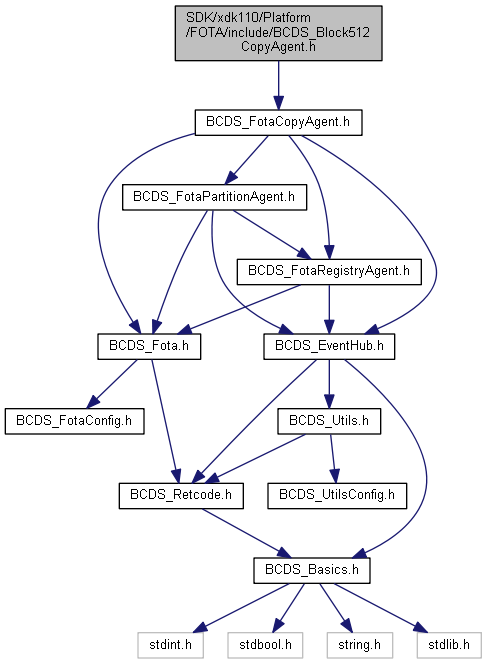 SDK/xdk110/Platform
/FOTA/include/BCDS_Block512
CopyAgent.h
BCDS_FotaCopyAgent.h
BCDS_FotaPartitionAgent.h
BCDS_FotaRegistryAgent.h
BCDS_Fota.h
BCDS_EventHub.h
BCDS_FotaConfig.h
BCDS_Utils.h
BCDS_Retcode.h
BCDS_UtilsConfig.h
BCDS_Basics.h
stdint.h
stdbool.h
string.h
stdlib.h